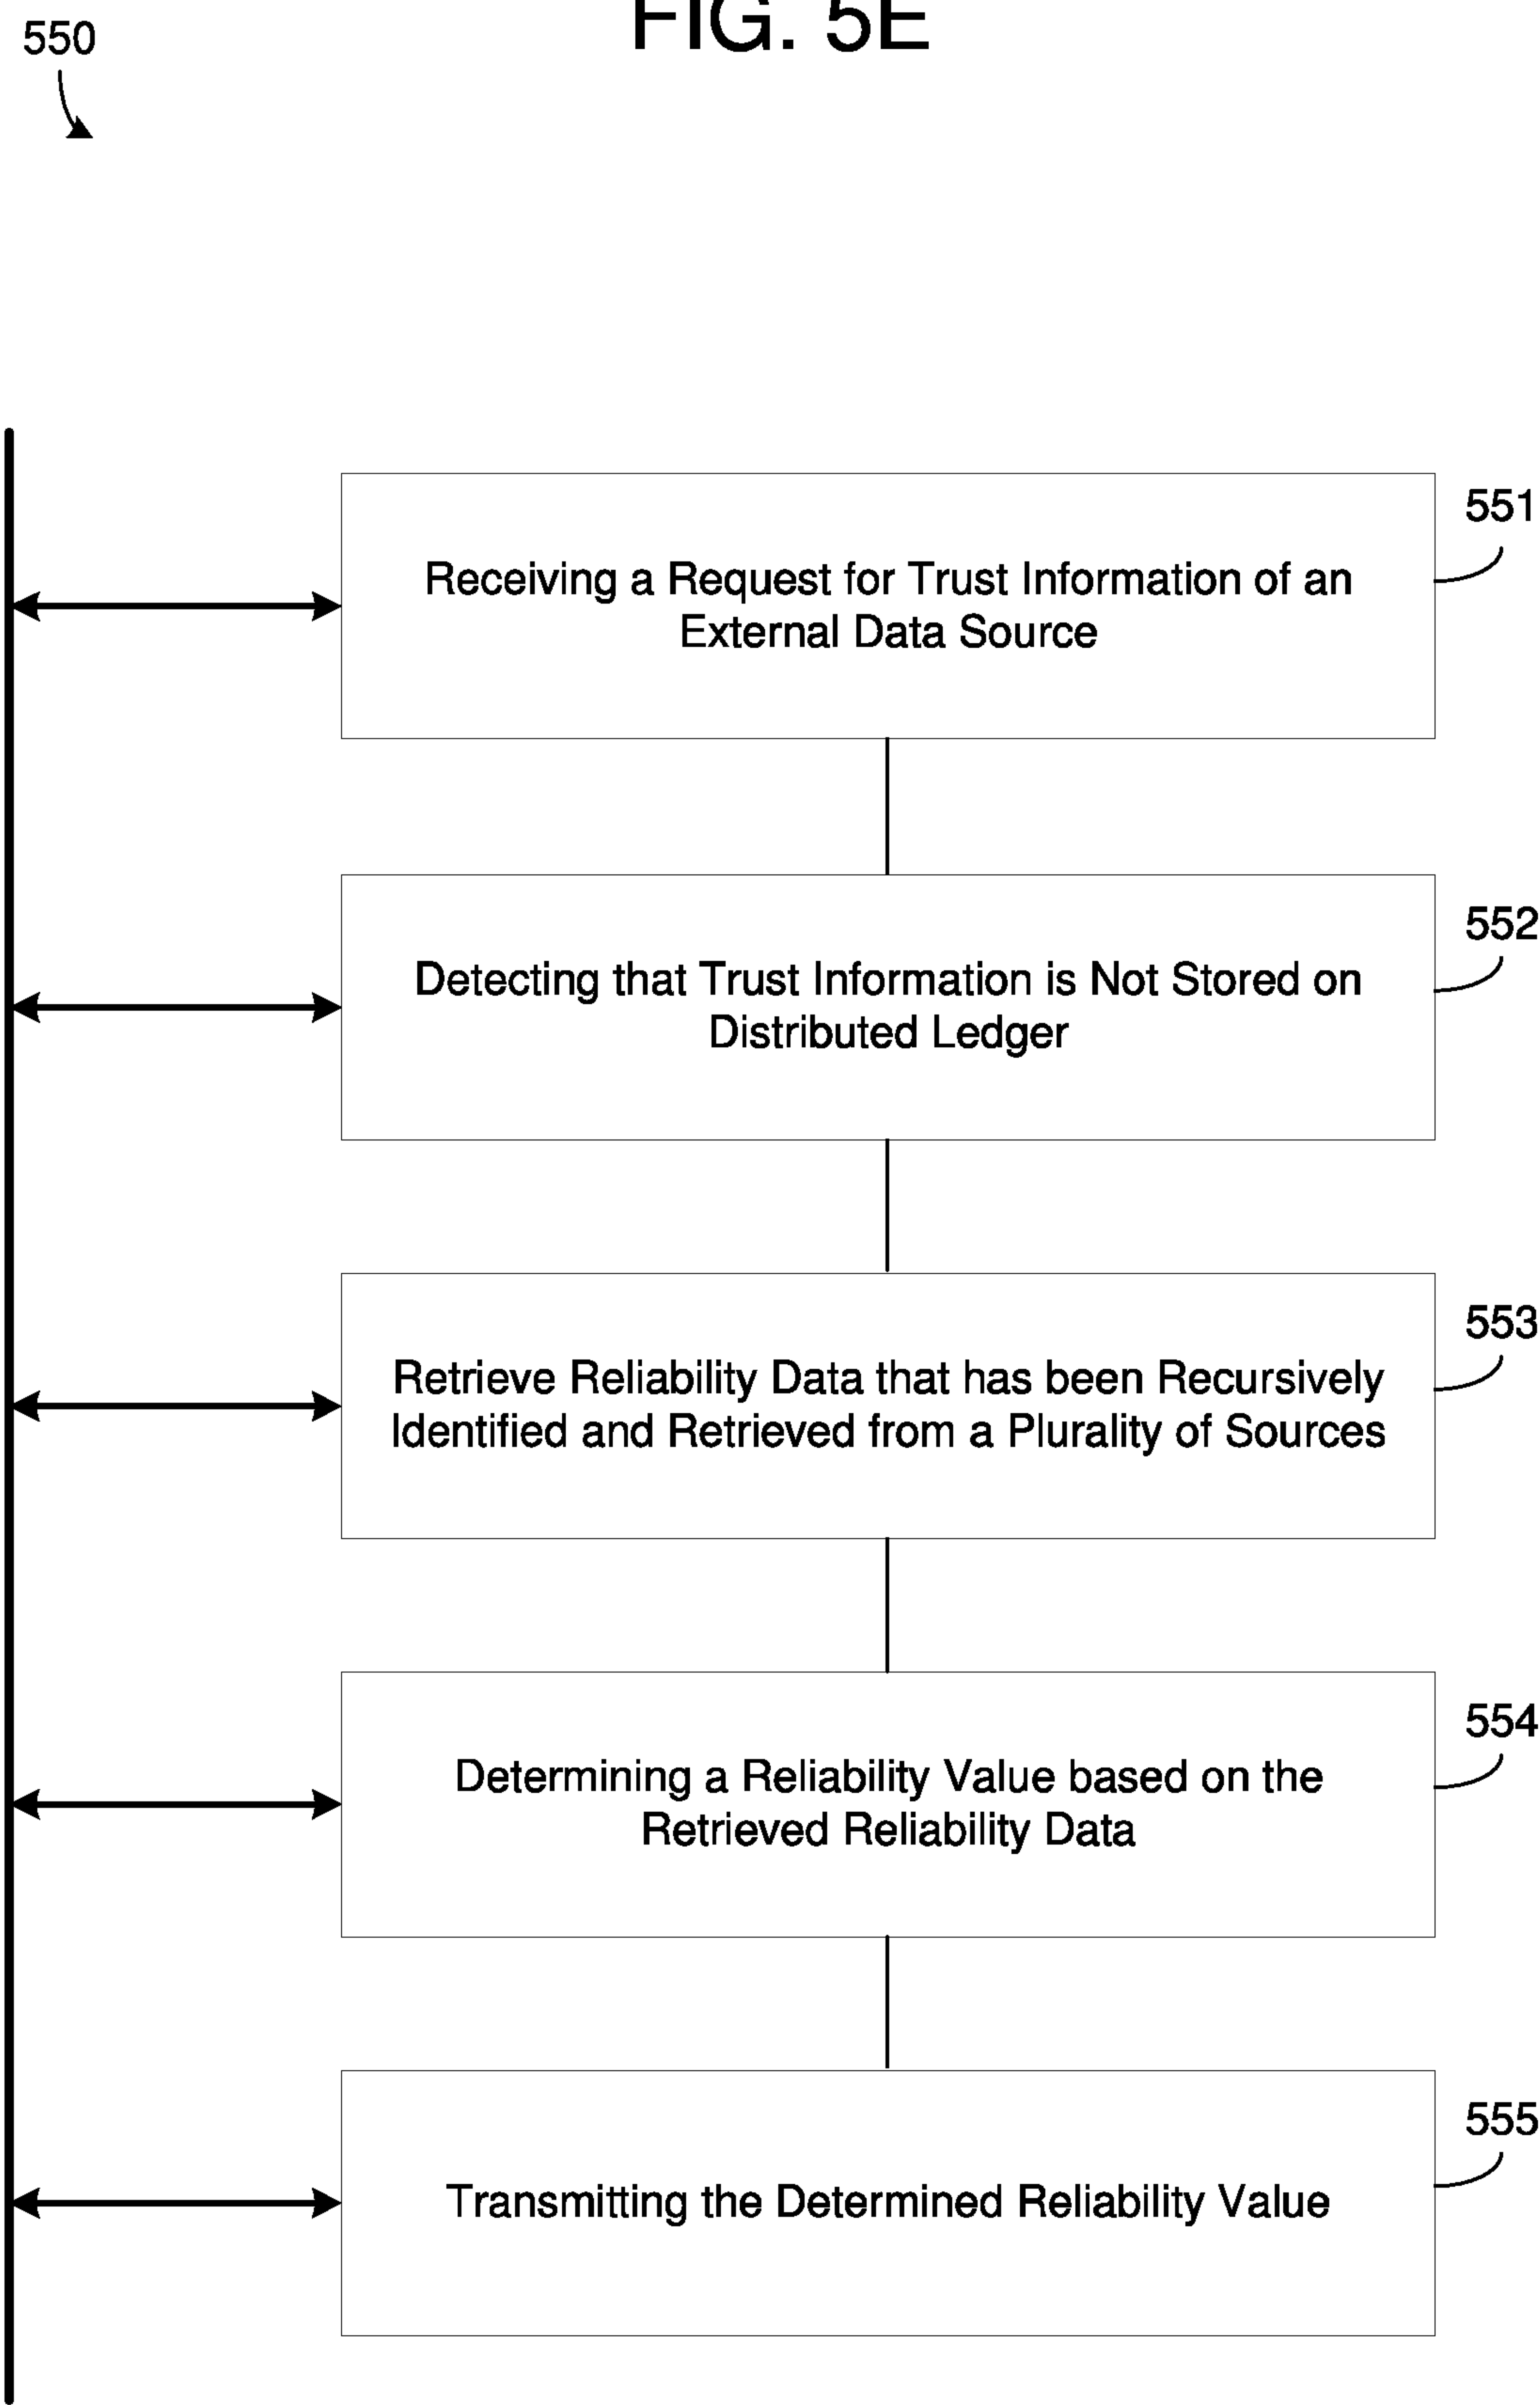 FIG. 5E
550
551
Receiving a Request for Trust Information of an
External Data Source
552
Detecting that Trust Information is Not Stored on
Distributed Ledger
553
Retrieve Reliability Data that has been Recursively
Identified and Retrieved from a Plurality of Sources
554
Determining a Reliability Value based on the
Retrieved Reliability Data
555
Transmitting the Determined Reliability Value